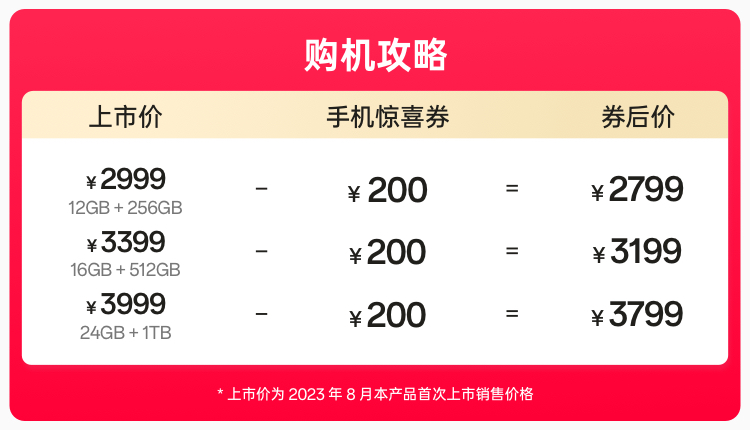 购机攻略
上市价 手机惊喜券 券后价
¥2999 - ¥200 = ¥2799
12GB + 256GB
¥3399 - ¥200 = ¥3199
16GB + 512GB
¥3999 - ¥200 = ¥3799
24GB + 1TB
* 上市价为 2023 年 8 月本产品首次上市销售价格